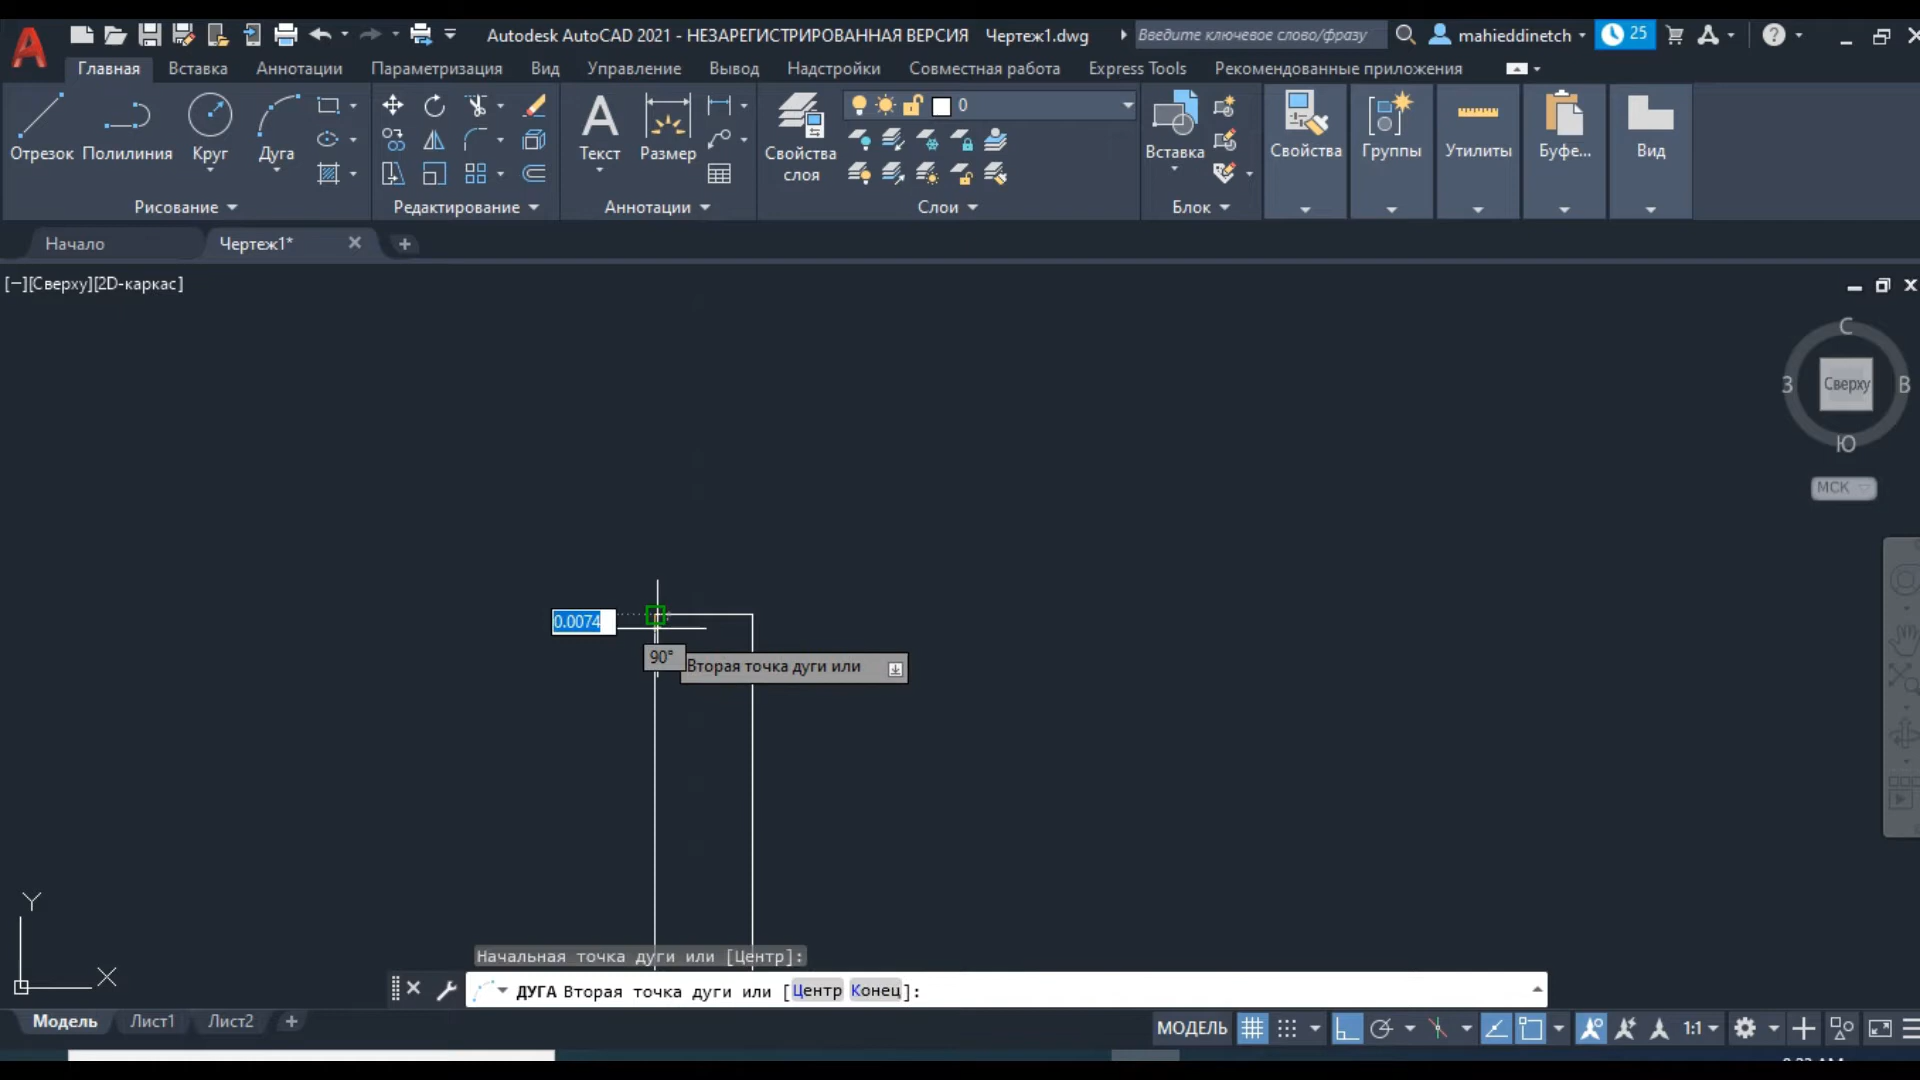 Autodesk AutoCAD 2021 - НЕЗАРЕГИСТРИРОВАННАЯ ВЕРСИЯ Чертеж1.dwg
Введите ключевое слово/фразу
mahieddinetch
25
Главная Вставка Аннотации Параметризация Вид Управление Вывод Надстройки Совместная работа Express Tools Рекомендованные приложения
0
Отрезок Полилиния Круг Дуга
Текст Размер
Свойства слоя
Вставка
Свойства Группы Утилиты Буфе... Вид
Рисование Редактирование Аннотации Слои Блок
Начало Чертеж1*
[−][Сверху][2D-каркас]
С
З Сверху В
Ю
МСК
0.0074
90°
Вторая точка дуги или
Y
X
Начальная точка дуги или [Центр]:
ДУГА Вторая точка дуги или [Центр Конец]:
Модель Лист1 Лист2
МОДЕЛЬ
1:1